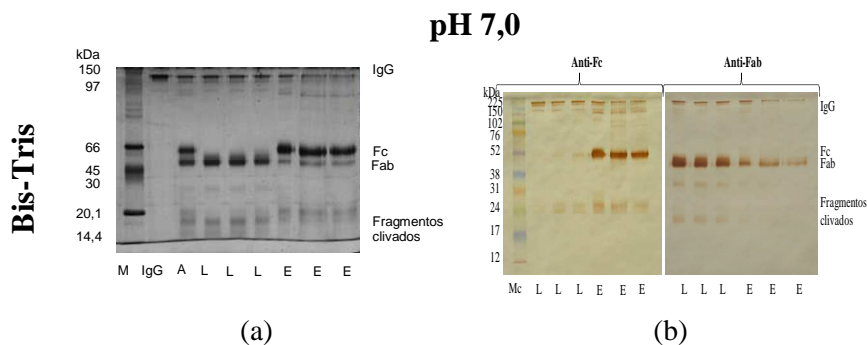 pH 7,0
Bis-Tris
kDa
150
97
66
45
30
20,1
14,4
IgG
Fc
Fab
Fragmentos
clivados
M IgG A L L L E E E
(a)
Anti-Fc Anti-Fab
kDa
225
150
102
76
52
38
31
24
17
12
IgG
Fc
Fab
Fragmentos
clivados
Mc L L L E E E L L L E E E
(b)